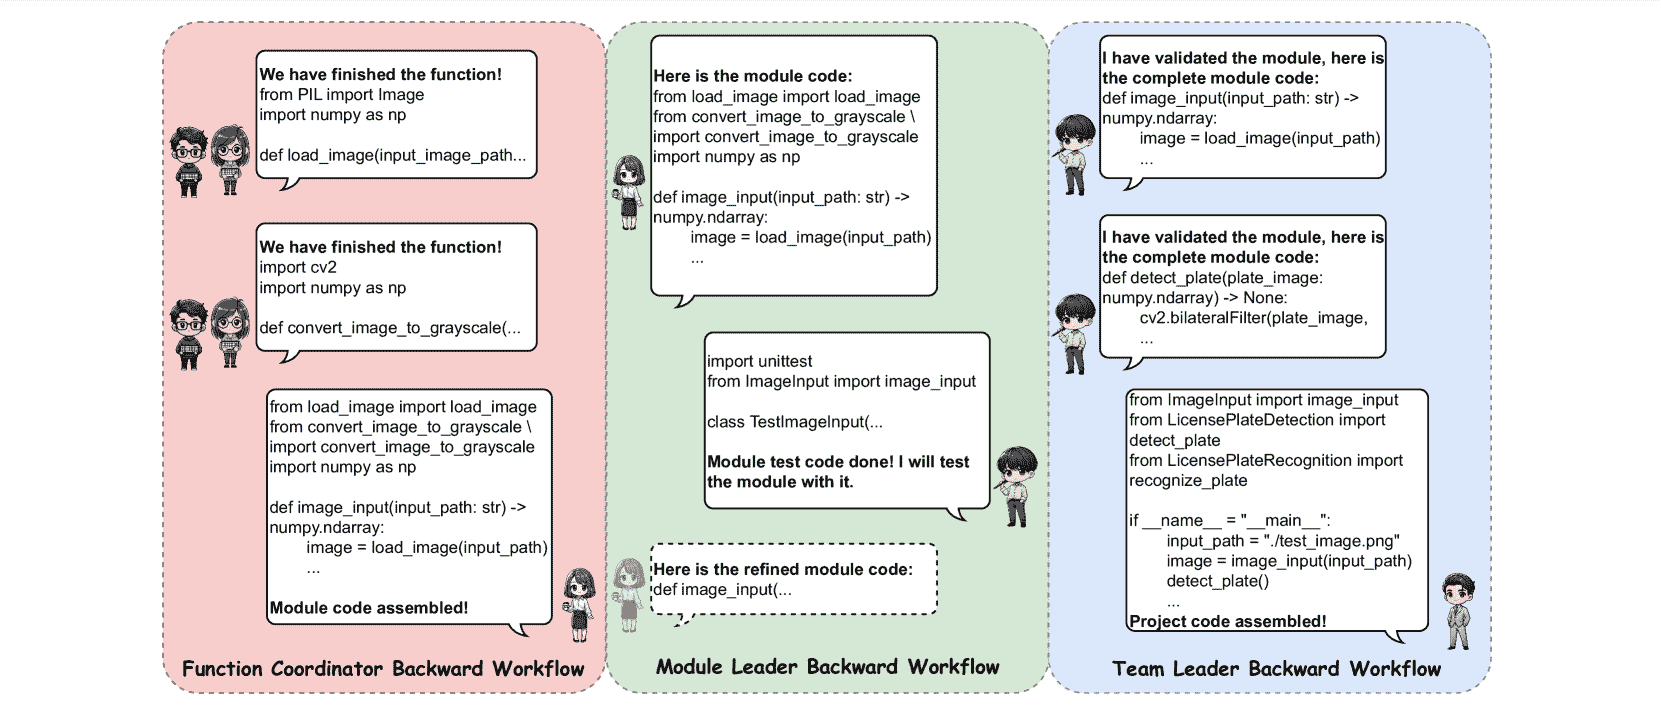 We have finished the function!
from PIL import Image
import numpy as np
def load_image(input_image_path...
We have finished the function!
import cv2
import numpy as np
def convert_image_to_grayscale(...
from load_image import load_image
from convert_image_to_grayscale \
import convert_image_to_grayscale
import numpy as np
def image_input(input_path: str) ->
numpy.ndarray:
image = load_image(input_path)
...
Module code assembled!
Function Coordinator Backward Workflow
Here is the module code:
from load_image import load_image
from convert_image_to_grayscale \
import convert_image_to_grayscale
import numpy as np
def image_input(input_path: str) ->
numpy.ndarray:
image = load_image(input_path)
...
import unittest
from ImageInput import image_input
class TestImageInput(...
Module test code done! I will test
the module with it.
Here is the refined module code:
def image_input(...
Module Leader Backward Workflow
I have validated the module, here is
the complete module code:
def image_input(input_path: str) ->
numpy.ndarray:
image = load_image(input_path)
...
I have validated the module, here is
the complete module code:
def detect_plate(plate_image:
numpy.ndarray) -> None:
cv2.bilateralFilter(plate_image,
...
from ImageInput import image_input
from LicensePlateDetection import
detect_plate
from LicensePlateRecognition import
recognize_plate
if __name__ = "__main__":
input_path = "./test_image.png"
image = image_input(input_path)
detect_plate()
...
Project code assembled!
Team Leader Backward Workflow